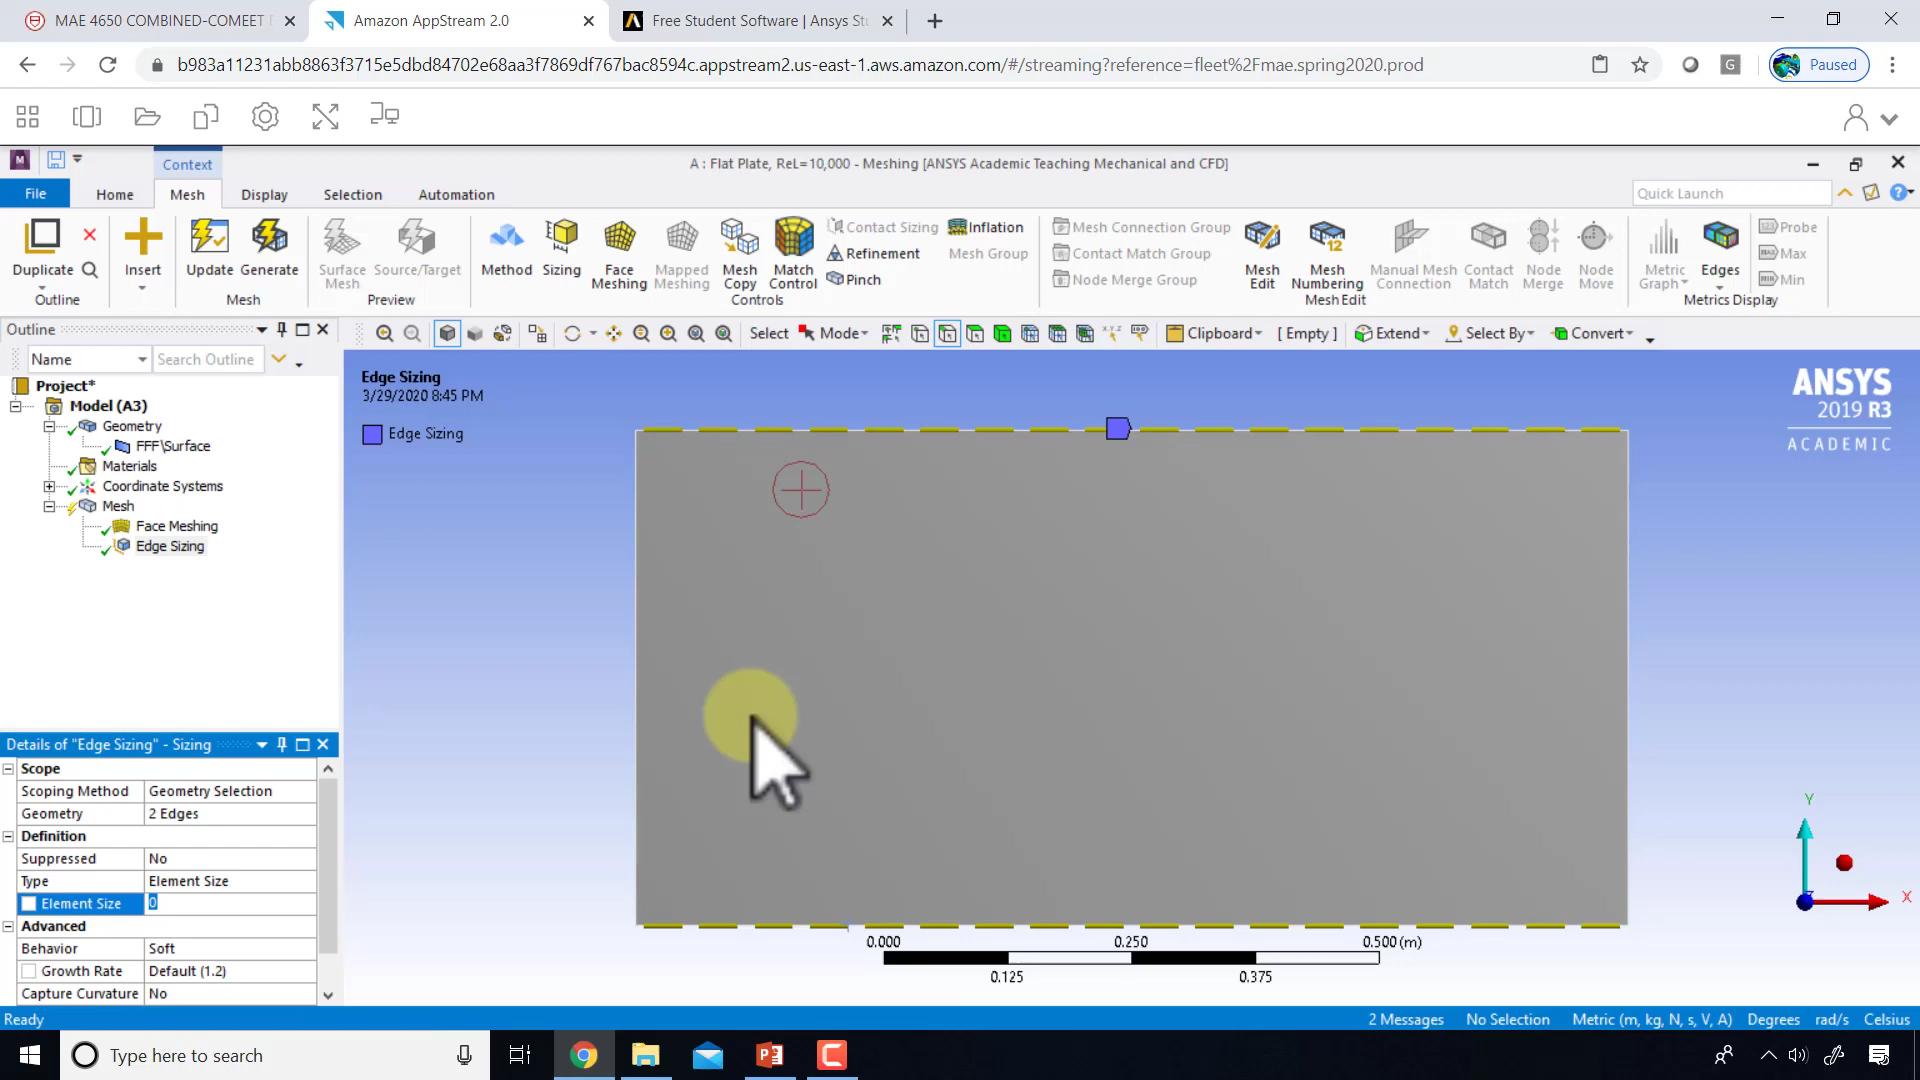 MAE 4650 COMBINED-COMEET
Amazon AppStream 2.0
Free Student Software | Ansys St
b983a11231abb8863f3715e5dbd84702e68aa3f7869df767bac8594c.appstream2.us-east-1.aws.amazon.com/#/streaming?reference=fleet%2Fmae.spring2020.prod
G
Paused
M
Context
A : Flat Plate, ReL=10,000 - Meshing [ANSYS Academic Teaching Mechanical and CFD]
File
Home
Mesh
Display
Selection
Automation
Quick Launch
Duplicate
Outline
Insert
Update
Generate
Mesh
Surface Mesh
Source/Target
Preview
Method
Sizing
Face Meshing
Mapped Meshing
Mesh Copy
Match Control
Contact Sizing
Refinement
Pinch
Inflation
Mesh Group
Controls
Mesh Connection Group
Contact Match Group
Node Merge Group
Mesh Edit
Mesh Numbering
Manual Mesh Connection
Contact Match
Node Merge
Node Move
Mesh Edit
Metric Graph
Edges
Probe
Max
Min
Metrics Display
Outline
Select
Mode
Clipboard
[ Empty ]
Extend
Select By
Convert
Name
Search Outline
Project*
Model (A3)
Geometry
FFF\Surface
Materials
Coordinate Systems
Mesh
Face Meshing
Edge Sizing
Edge Sizing
3/29/2020 8:45 PM
Edge Sizing
ANSYS
2019 R3
ACADEMIC
Details of "Edge Sizing" - Sizing
Scope
Scoping Method Geometry Selection
Geometry 2 Edges
Definition
Suppressed No
Type Element Size
Element Size 0
Advanced
Behavior Soft
Growth Rate Default (1.2)
Capture Curvature No
Y
X
Z
0.000 0.250 0.500 (m)
0.125 0.375
Ready
2 Messages
No Selection
Metric (m, kg, N, s, V, A)
Degrees
rad/s
Celsius
Type here to search